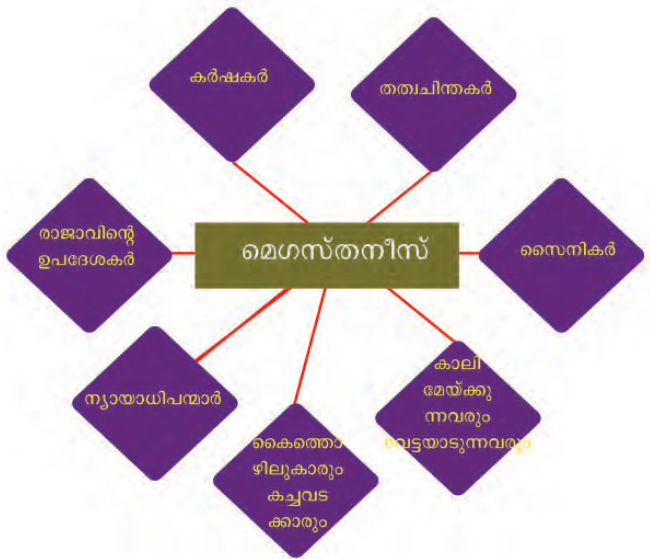 കർഷകർ
തത്വചിന്തകർ
രാജാവിന്റെ
ഉപദേശകർ
മെഗസ്തനീസ്
സൈനികർ
ന്യായാധിപന്മാർ
കാലി
മേയ്ക്കു
ന്നവരും
വേട്ടയാടുന്നവരും
കൈത്തൊ
ഴിലുകാരും
കച്ചവട
ക്കാരും